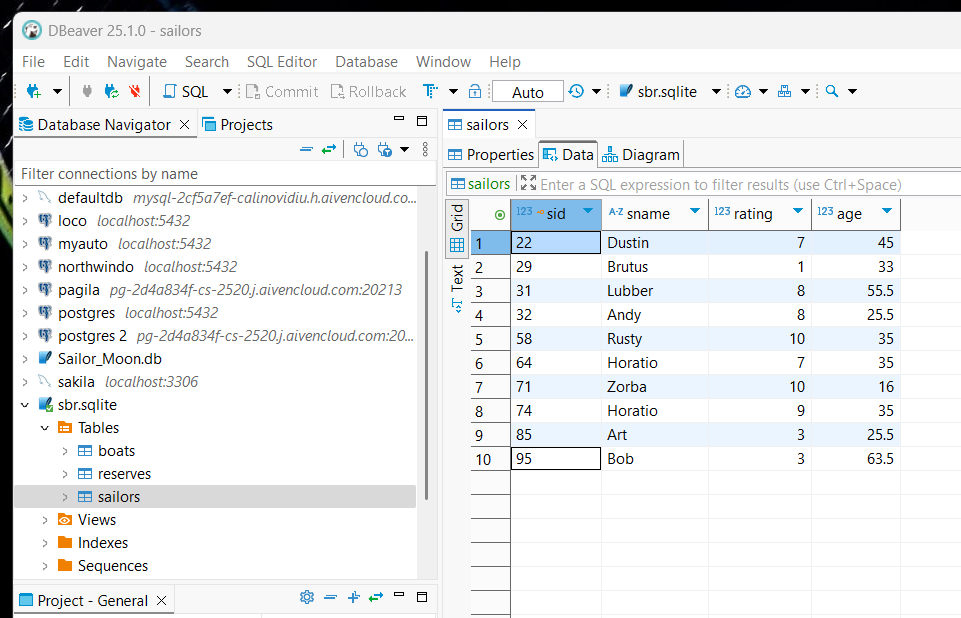 DBeaver 25.1.0 - sailors
File Edit Navigate Search SQL Editor Database Window Help
SQL Commit Rollback Auto sbr.sqlite
Database Navigator Projects
Filter connections by name
defaultdb mysql-2cf5a7ef-calinovidiu.h.aivencloud.co...
loco localhost:5432
myauto localhost:5432
northwindo localhost:5432
pagila pg-2d4a834f-cs-2520.j.aivencloud.com:20213
postgres localhost:5432
postgres 2 pg-2d4a834f-cs-2520.j.aivencloud.com:20...
Sailor_Moon.db
sakila localhost:3306
sbr.sqlite
Tables
boats
reserves
sailors
Views
Indexes
Sequences
Project - General
sailors
Properties Data Diagram
sailors Enter a SQL expression to filter results (use Ctrl+Space)
Grid
Text
123 sid A-Z sname 123 rating 123 age
1 22 Dustin 7 45
2 29 Brutus 1 33
3 31 Lubber 8 55.5
4 32 Andy 8 25.5
5 58 Rusty 10 35
6 64 Horatio 7 35
7 71 Zorba 10 16
8 74 Horatio 9 35
9 85 Art 3 25.5
10 95 Bob 3 63.5